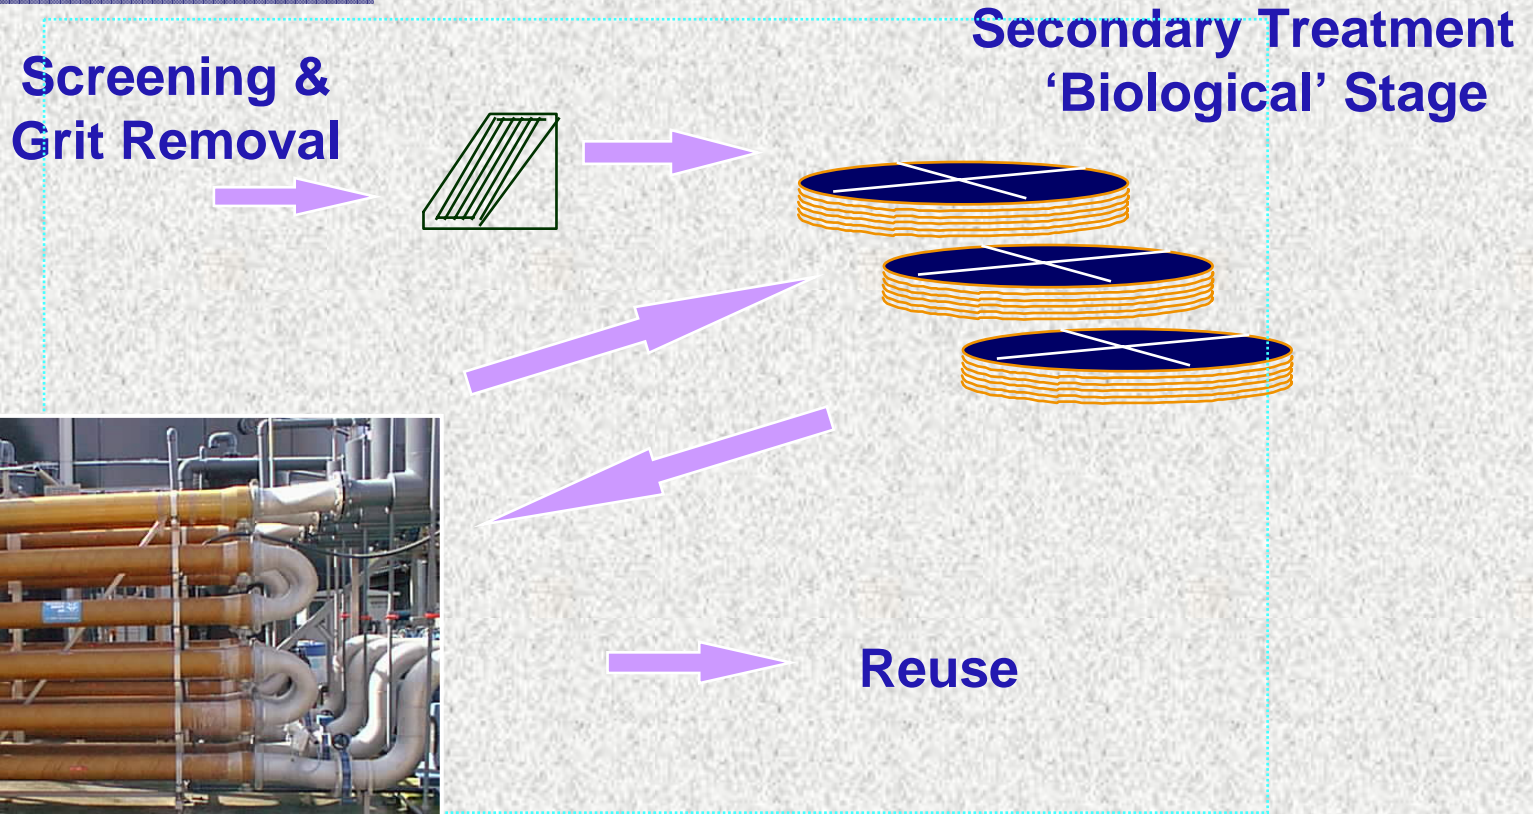 Screening &
Grit Removal
Secondary Treatment
‘Biological’ Stage
Reuse